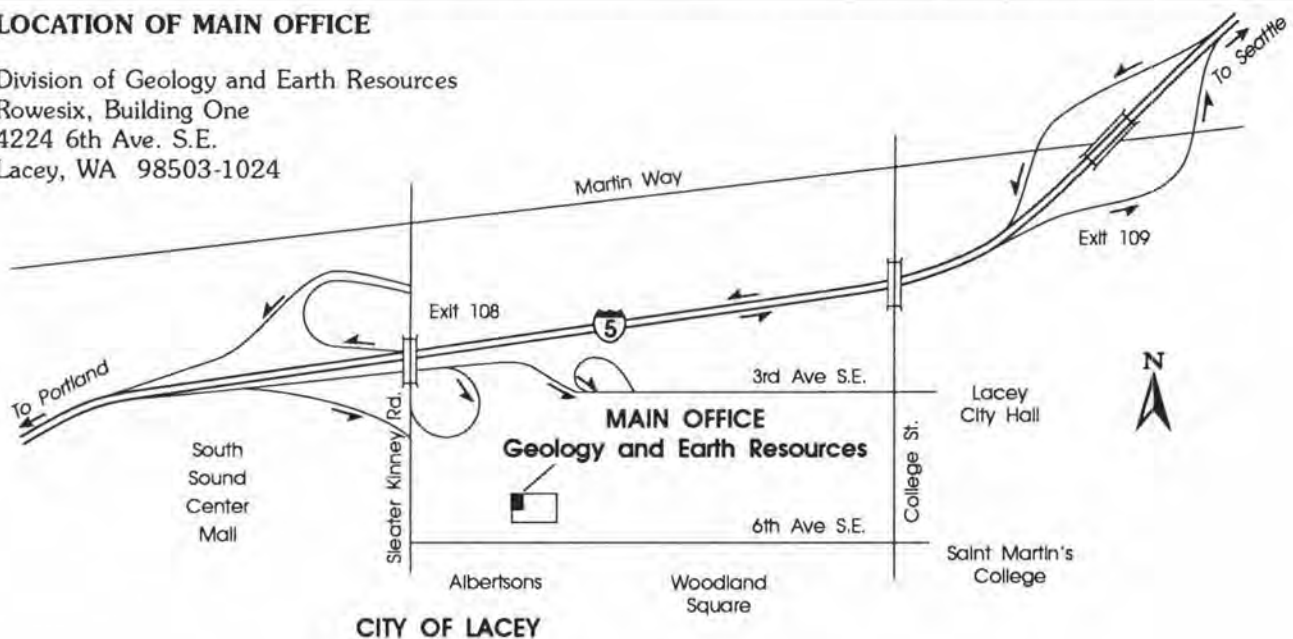 LOCATION OF MAIN OFFICE
Division of Geology and Earth Resources
Rowesix, Building One
4224 6th Ave. S.E.
Lacey, WA 98503-1024
To Seattle
Martin Way
Exit 109
Exit 108
5
To Portland
3rd Ave S.E.
Lacey
City Hall
N
MAIN OFFICE
Geology and Earth Resources
South
Sound
Center
Mall
Sleater Kinney Rd.
College St.
6th Ave S.E.
Saint Martin's
College
Albertsons
Woodland
Square
CITY OF LACEY